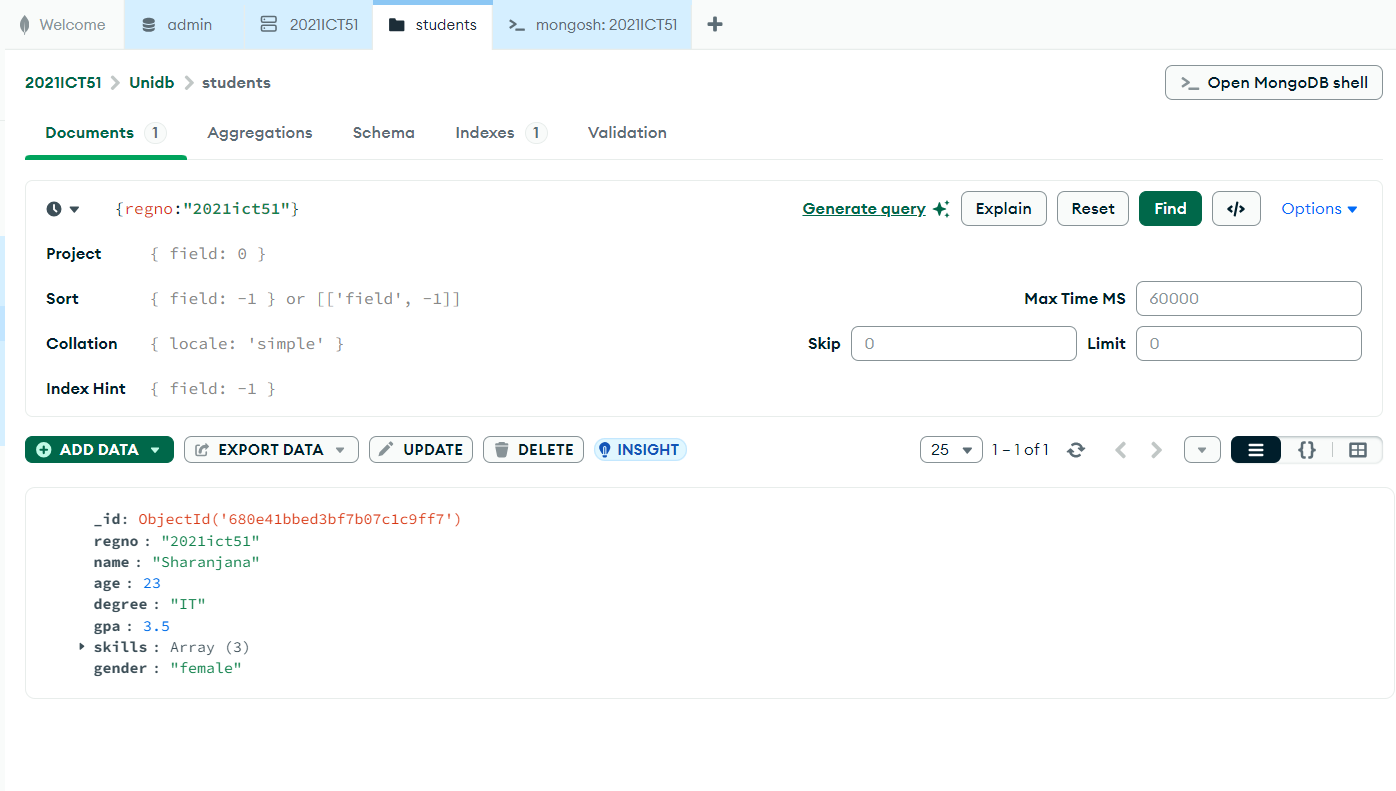 Welcome admin 2021ICT51 students >_ mongosh: 2021ICT51 +
2021ICT51 > Unidb > students
>_ Open MongoDB shell
Documents 1 Aggregations Schema Indexes 1 Validation
{regno:"2021ict51"} Generate query Explain Reset Find </> Options
Project { field: 0 }
Sort { field: -1 } or [['field', -1]] Max Time MS 60000
Collation { locale: 'simple' } Skip 0 Limit 0
Index Hint { field: -1 }
ADD DATA EXPORT DATA UPDATE DELETE INSIGHT 25 1 – 1 of 1 {}
_id: ObjectId('680e41bbed3bf7b07c1c9ff7')
regno : "2021ict51"
name : "Sharanjana"
age : 23
degree : "IT"
gpa : 3.5
skills : Array (3)
gender : "female"